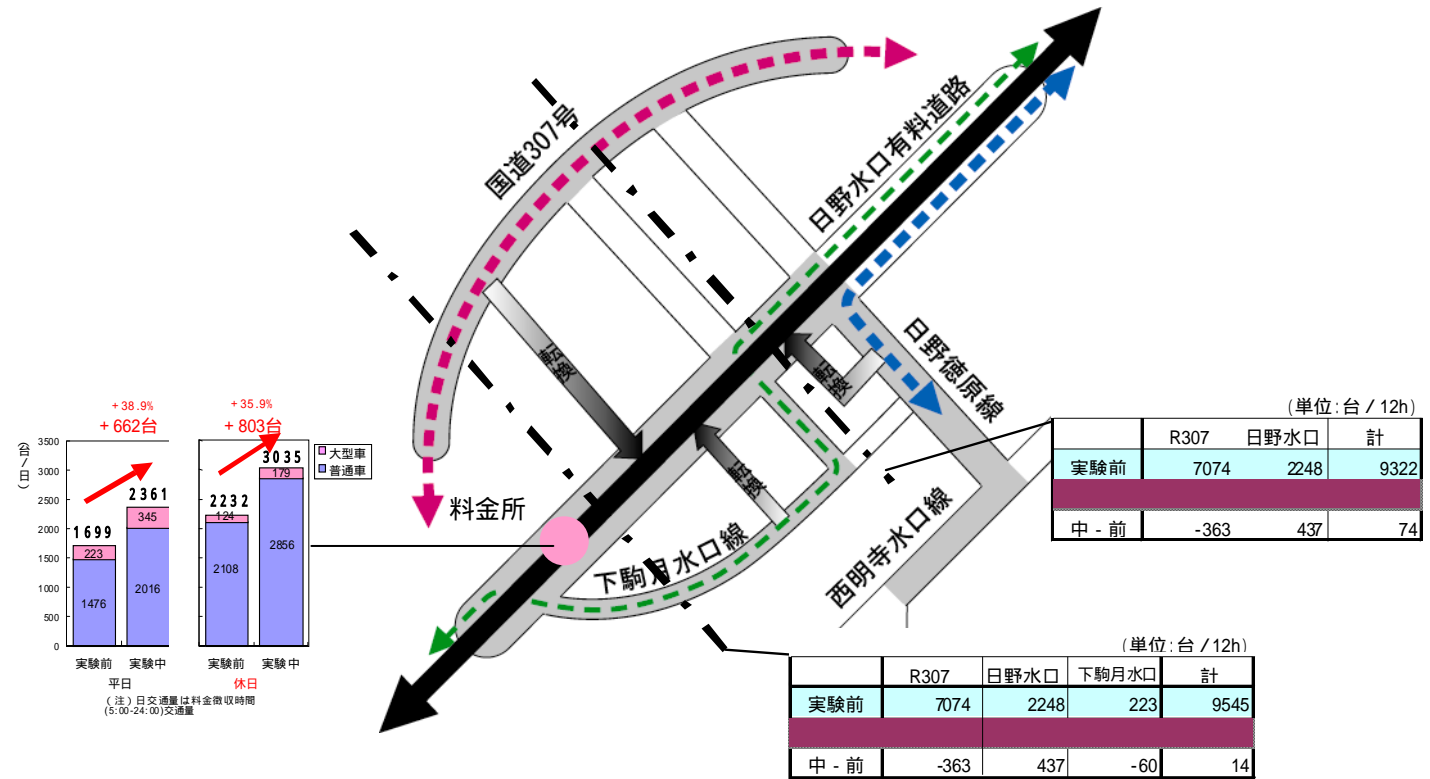 国道307号
日野水口有料道路
転換
転換
日野徳原線
転換
料金所
下駒月水口線
西明寺水口線
+38.9%
+662台
+35.9%
+803台
(台/日)
大型車
普通車
3500
3000
2500
2000
1500
1000
500
0
1699
223
1476
2361
345
2016
2232
124
2108
3035
179
2856
実験前 実験中 実験前 実験中
平日 休日
(注)日交通量は料金徴収時間
(5:00-24:00)交通量
(単位:台/12h)
R307 日野水口 計
実験前 7074 2248 9322
中-前 -363 437 74
(単位:台/12h)
R307 日野水口 下駒月水口 計
実験前 7074 2248 223 9545
中-前 -363 437 -60 14